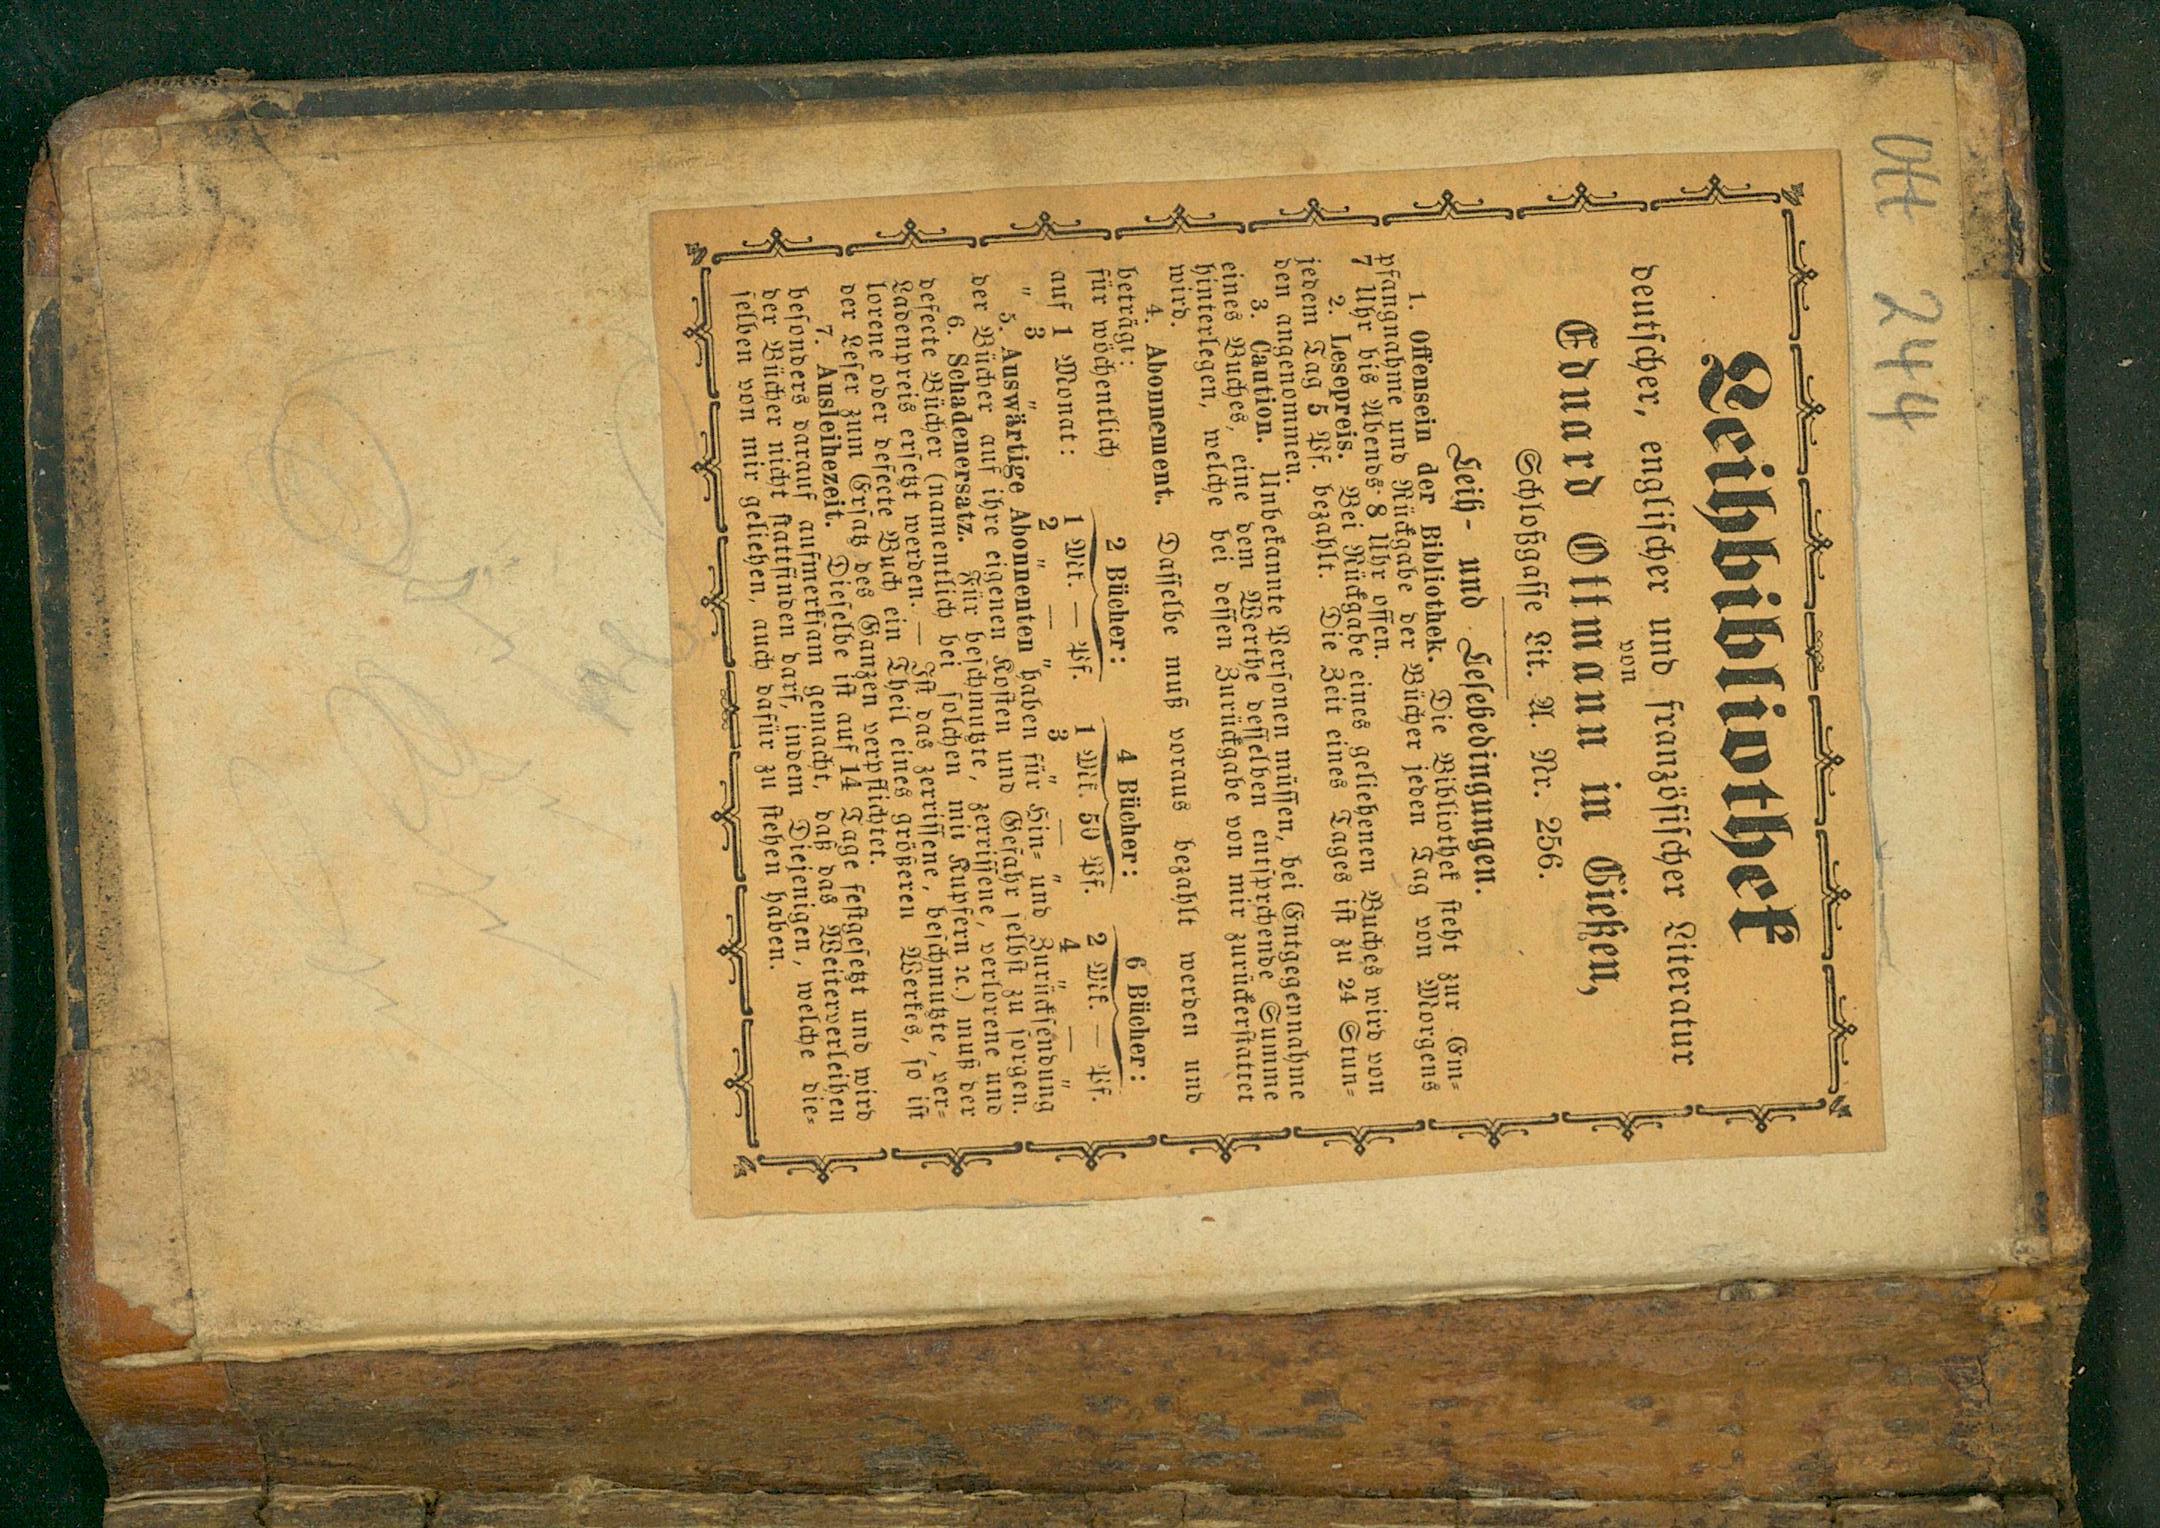 Ott 244
Leihbibliothek
deutscher, englischer und französischer Literatur
von
Eduard Ottmann in Gießen,
Schloßgasse Lit. A. Nr. 256.
Leih- und Lesebedingungen.
1. Offensein der Bibliothek. Die Bibliothek steht zur Em-
pfangnahme und Rückgabe der Bücher jeden Tag von Morgens
7 Uhr bis Abends 8 Uhr offen.
2. Lesepreis. Bei Rückgabe eines geliehenen Buches wird von
jedem Tag 5 Pf. bezahlt. Die Zeit eines Tages ist zu 24 Stun-
den angenommen.
3. Caution. Unbekannte Personen müssen, bei Entgegennahme
eines Buches, eine dem Werthe desselben entsprchende Summe
hinterlegen, welche bei dessen Zurückgabe von mir zurückerstattet
wird.
4. Abonnement. Dasselbe muß voraus bezahlt werden und
beträgt:
für wöchentlich 2 Bücher: 4 Bücher: 6 Bücher:
auf 1 Monat: 1 Mk. — Pf. 1 Mk. 50 Pf. 2 Mk. — Pf.
" 3 " 2 " — " 3 " — " 4 " — "
5. Auswärtige Abonnenten haben für Hin- und Zurücksendung
der Bücher auf ihre eigenen Kosten und Gefahr selbst zu sorgen.
6. Schadenersatz. Für beschmutzte, zerrissene, verlorene und
defecte Bücher (namentlich bei solchen mit Kupfern ꝛc.) muß der
Ladenpreis ersetzt werden. — Ist das zerrissene, beschmutzte, ver-
lorene oder defecte Buch ein Theil eines größeren Werkes, so ist
der Leser zum Ersatz des Ganzen verpflichtet.
7. Ausleihezeit. Dieselbe ist auf 14 Tage festgesetzt und wird
besonders darauf aufmerksam gemacht, daß das Weiterverleihen
der Bücher nicht stattfinden darf, indem Diejenigen, welche die-
selben von mir geliehen, auch dafür zu stehen haben.